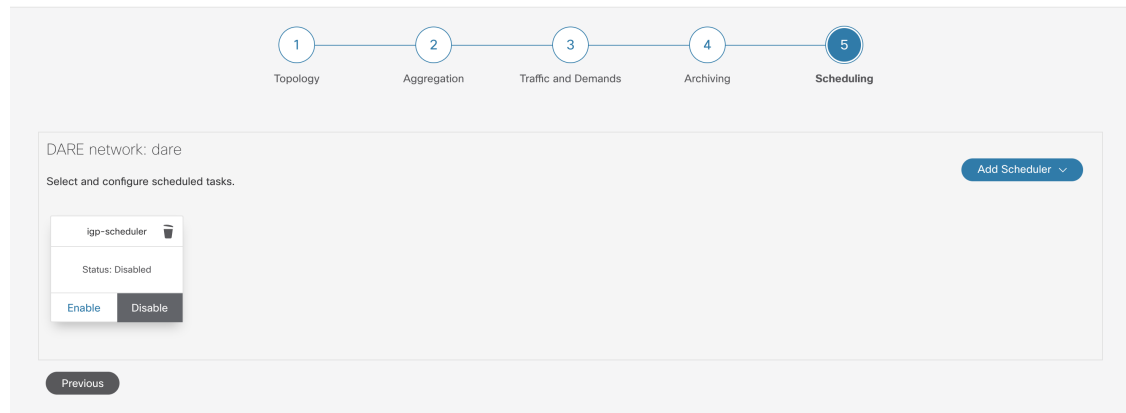 1
2
3
4
5
Topology
Aggregation
Traffic and Demands
Archiving
Scheduling
DARE network: dare
Add Scheduler
Select and configure scheduled tasks.
igp-scheduler
Status: Disabled
Enable
Disable
Previous